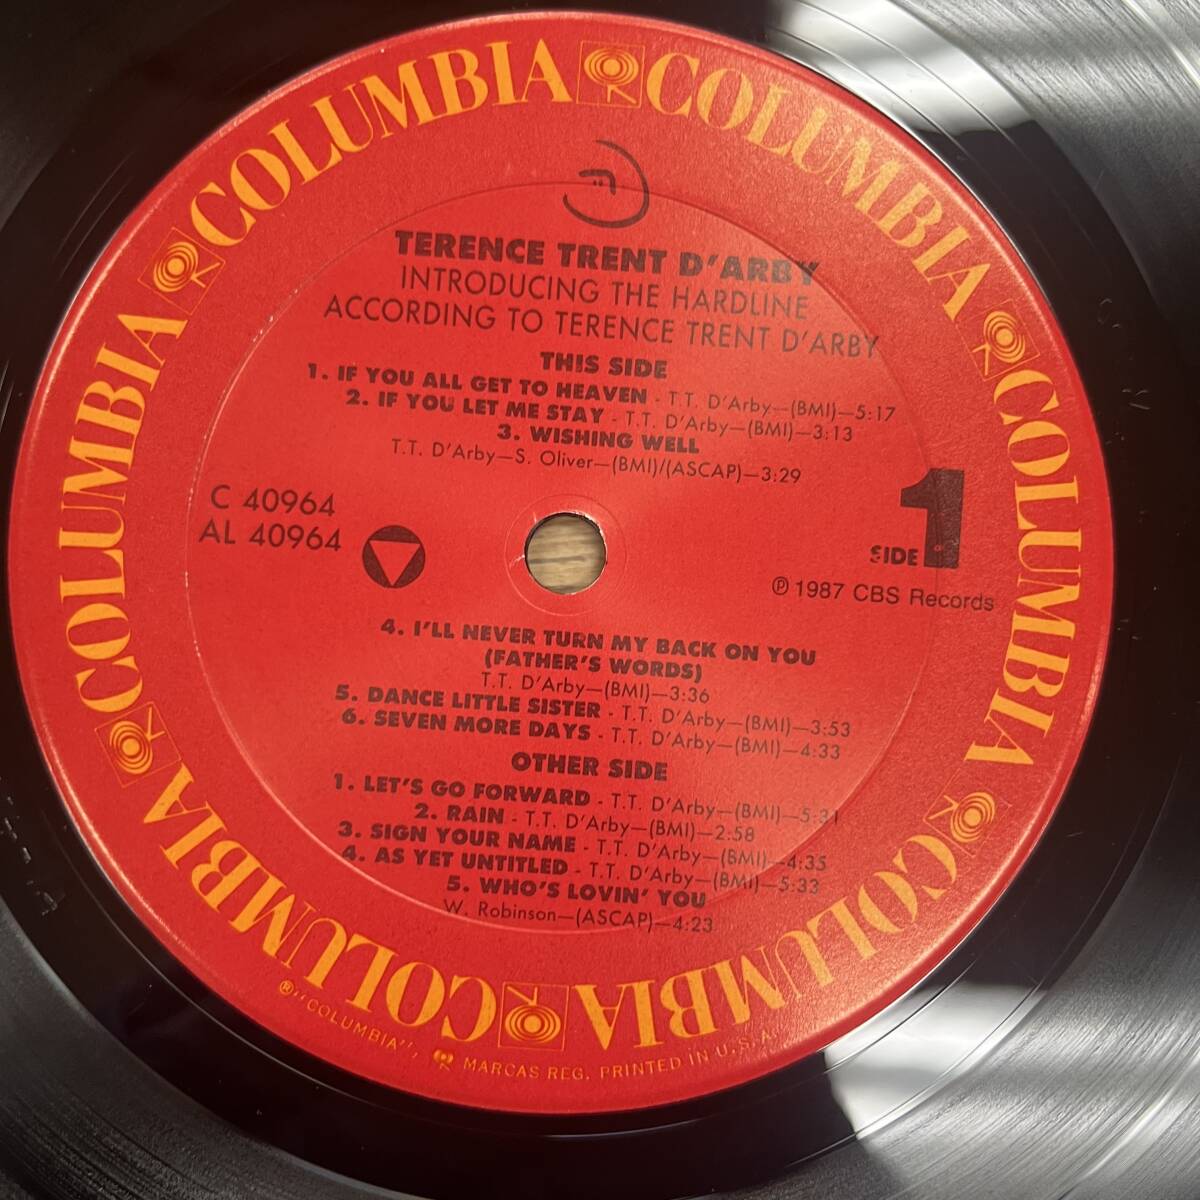 COLUMBIA COLUMBIA COLUMBIA COLUMBIA COLUMBIA COLUMBIA COLUMBIA COLUMBIA
TERENCE TRENT D'ARBY
INTRODUCING THE HARDLINE
ACCORDING TO TERENCE TRENT D'ARBY
THIS SIDE
1. IF YOU ALL GET TO HEAVEN - T.T. D'Arby—(BMI)—5:17
2. IF YOU LET ME STAY - T.T. D'Arby—(BMI)—3:13
3. WISHING WELL
T.T. D'Arby—S. Oliver—(BMI)/(ASCAP)—3:29
C 40964
AL 40964
SIDE 1
℗ 1987 CBS Records
4. I'LL NEVER TURN MY BACK ON YOU
(FATHER'S WORDS)
T.T. D'Arby—(BMI)—3:36
5. DANCE LITTLE SISTER - T.T. D'Arby—(BMI)—3:53
6. SEVEN MORE DAYS - T.T. D'Arby—(BMI)—4:33
OTHER SIDE
1. LET'S GO FORWARD - T.T. D'Arby—(BMI)—5:31
2. RAIN - T.T. D'Arby—(BMI)—2:58
3. SIGN YOUR NAME - T.T. D'Arby—(BMI)—4:35
4. AS YET UNTITLED - T.T. D'Arby—(BMI)—5:33
5. WHO'S LOVIN' YOU
W. Robinson—(ASCAP)—4:23
®"COLUMBIA", MARCAS REG. PRINTED IN U.S.A.